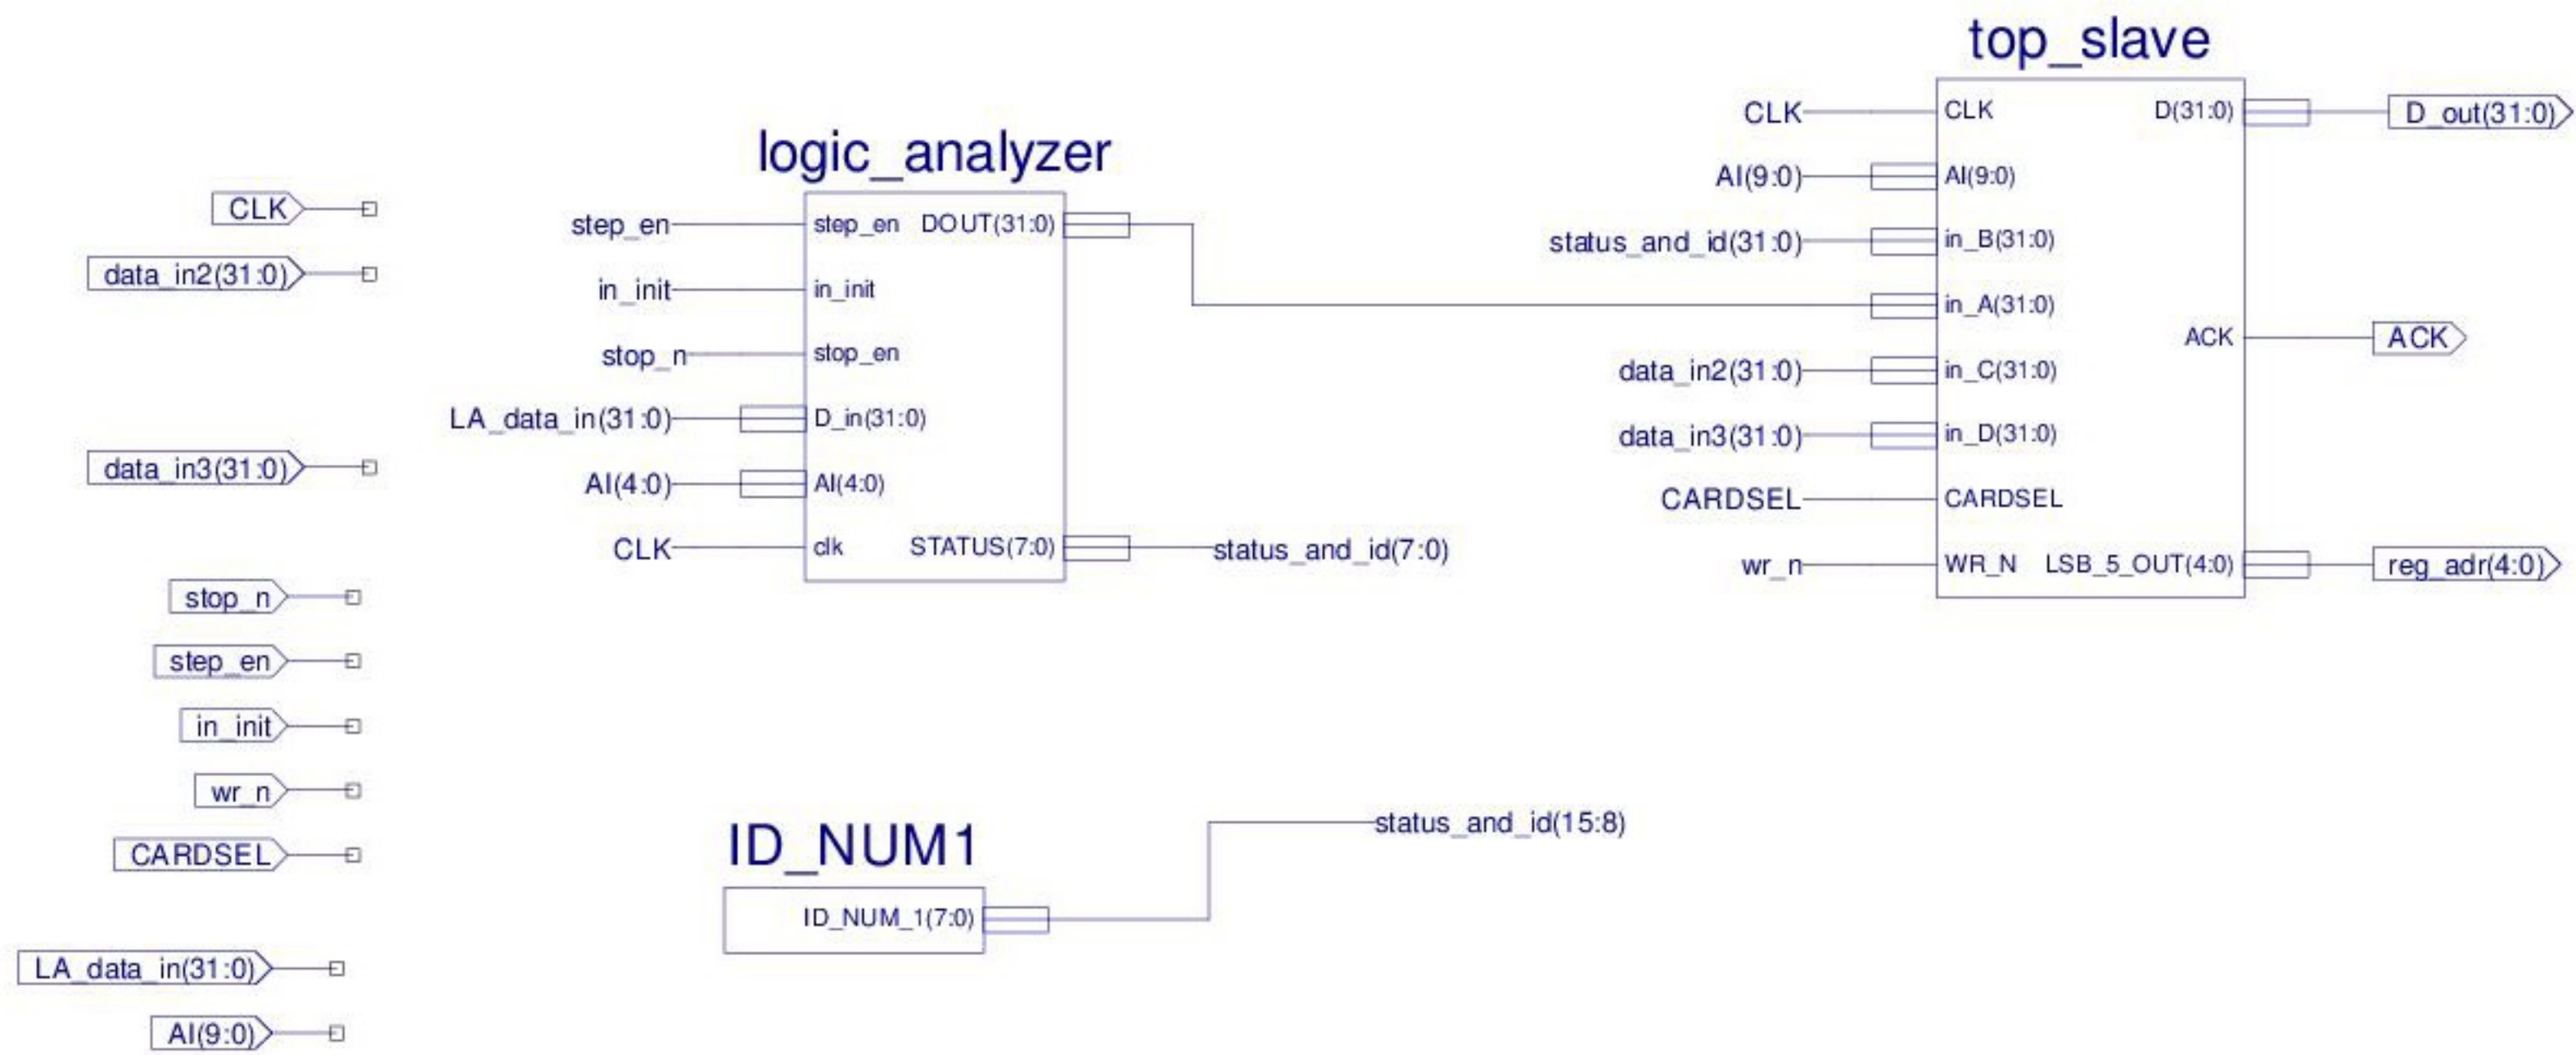 top_slave
CLK
CLK
D(31:0)
D_out(31:0)
logic_analyzer
AI(9:0)
AI(9:0)
CLK
step_en
step_en
DOUT(31:0)
status_and_id(31:0)
in_B(31:0)
data_in2(31:0)
in_init
in_init
in_A(31:0)
ACK
ACK
stop_n
stop_en
data_in2(31:0)
in_C(31:0)
LA_data_in(31:0)
D_in(31:0)
data_in3(31:0)
in_D(31:0)
data_in3(31:0)
AI(4:0)
AI(4:0)
CARDSEL
CARDSEL
CLK
clk
STATUS(7:0)
status_and_id(7:0)
wr_n
WR_N
LSB_5_OUT(4:0)
reg_adr(4:0)
stop_n
step_en
in_init
wr_n
status_and_id(15:8)
ID_NUM1
CARDSEL
ID_NUM_1(7:0)
LA_data_in(31:0)
AI(9:0)